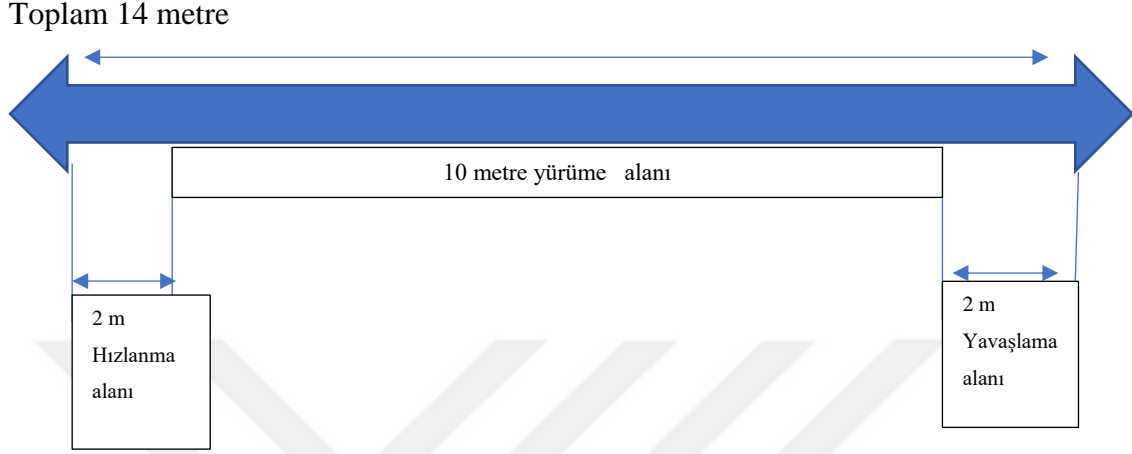 Toplam 14 metre
10 metre yürüme alanı
2 m
Hızlanma
alanı
2 m
Yavaşlama
alanı